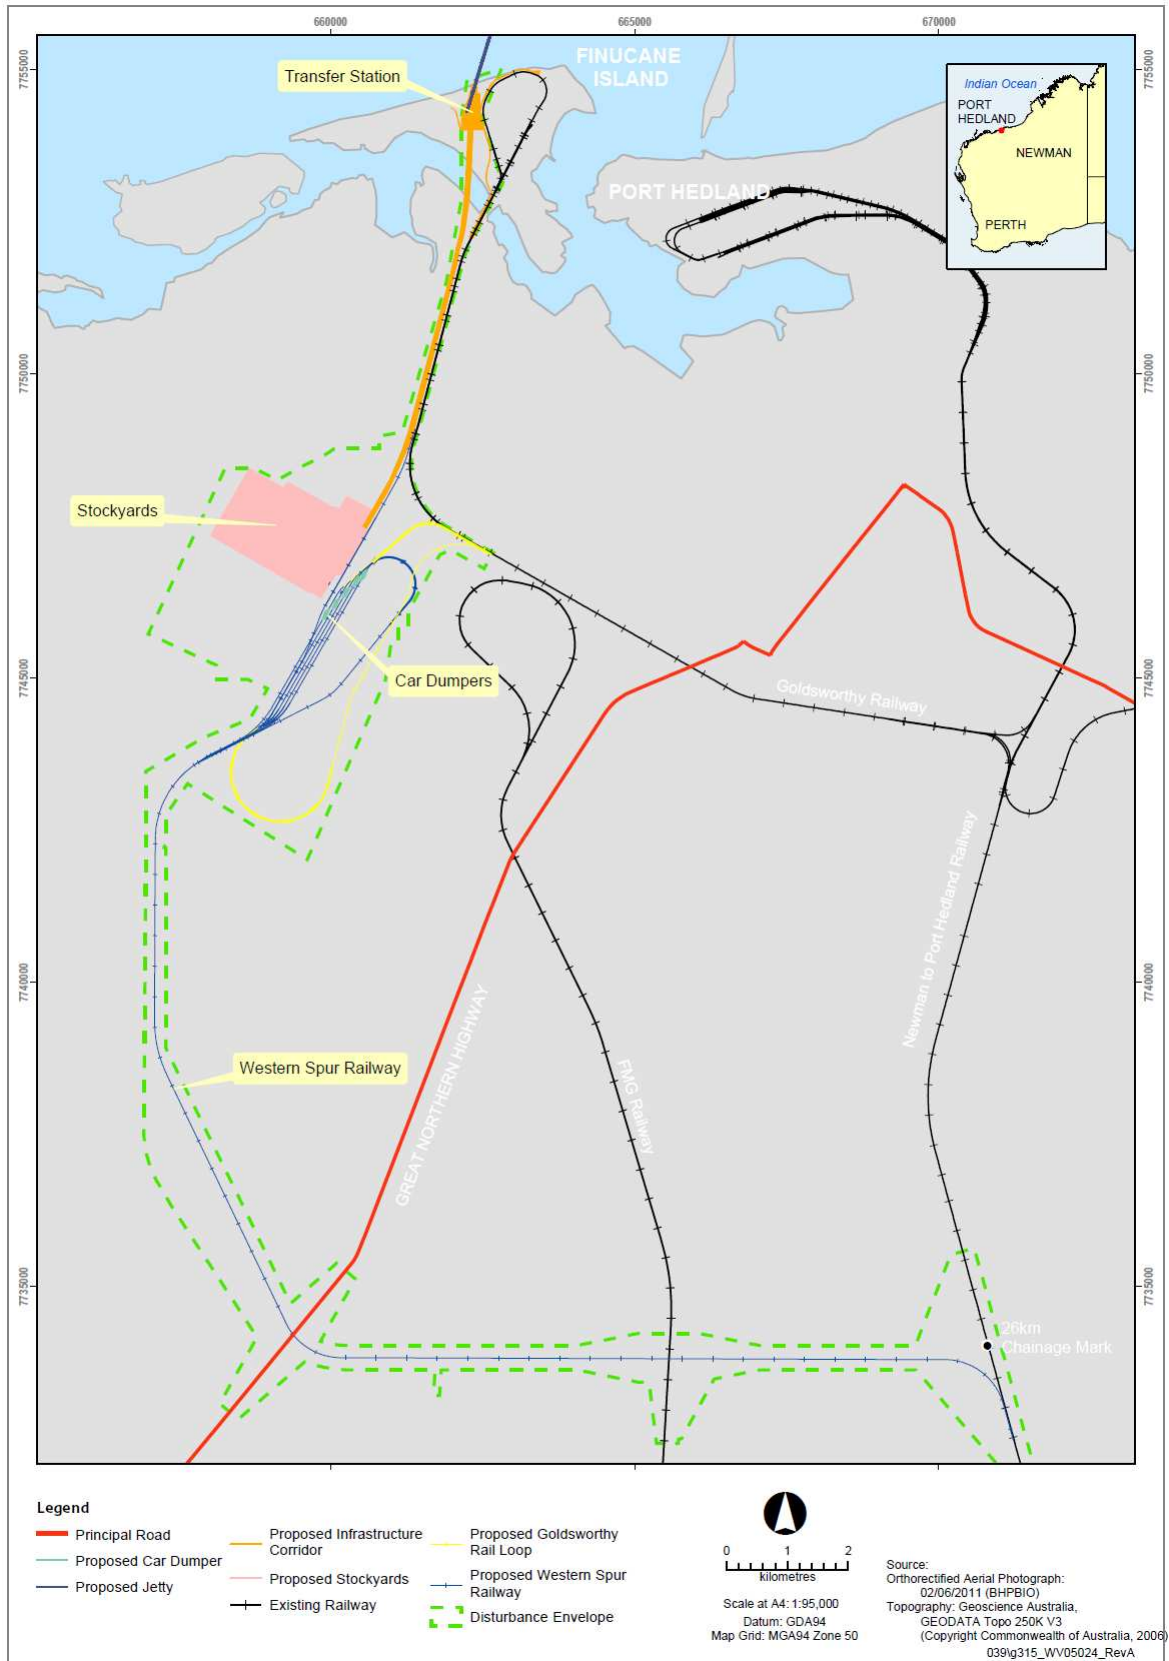 660000
665000
670000
7755000
7755000
Transfer Station
FINUCANE
ISLAND
Indian Ocean
PORT
HEDLAND
NEWMAN
PERTH
PORT HEDLAND
7750000
7750000
Stockyards
Car Dumpers
7745000
7745000
Goldsworthy Railway
Newman to Port Hedland Railway
7740000
7740000
Western Spur Railway
GREAT NORTHERN HIGHWAY
FMG Railway
7735000
7735000
26km
Chainage Mark
Legend
Principal Road
Proposed Car Dumper
Proposed Jetty
Proposed Infrastructure
Corridor
Proposed Stockyards
Existing Railway
Proposed Goldsworthy
Rail Loop
Proposed Western Spur
Railway
Disturbance Envelope
0 1 2
kilometres
Scale at A4: 1:95,000
Datum: GDA94
Map Grid: MGA94 Zone 50
Source:
Orthorectified Aerial Photograph:
02/06/2011 (BHPBIO)
Topography: Geoscience Australia,
GEODATA Topo 250K V3
(Copyright Commonwealth of Australia, 2006)
039\g315_WV05024_RevA